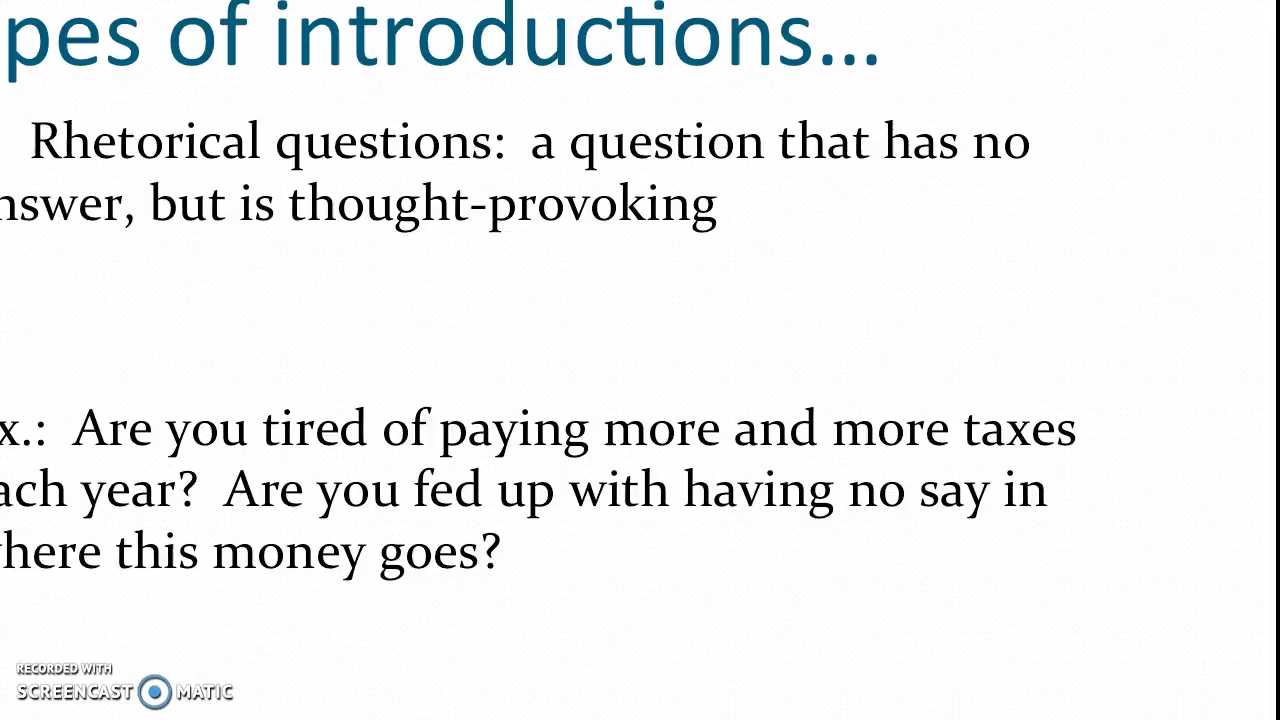 pes of introductions...
Rhetorical questions: a question that has no
nswer, but is thought-provoking
x.: Are you tired of paying more and more taxes
ach year? Are you fed up with having no say in
here this money goes?
RECORDED WITH
SCREENCAST MATIC